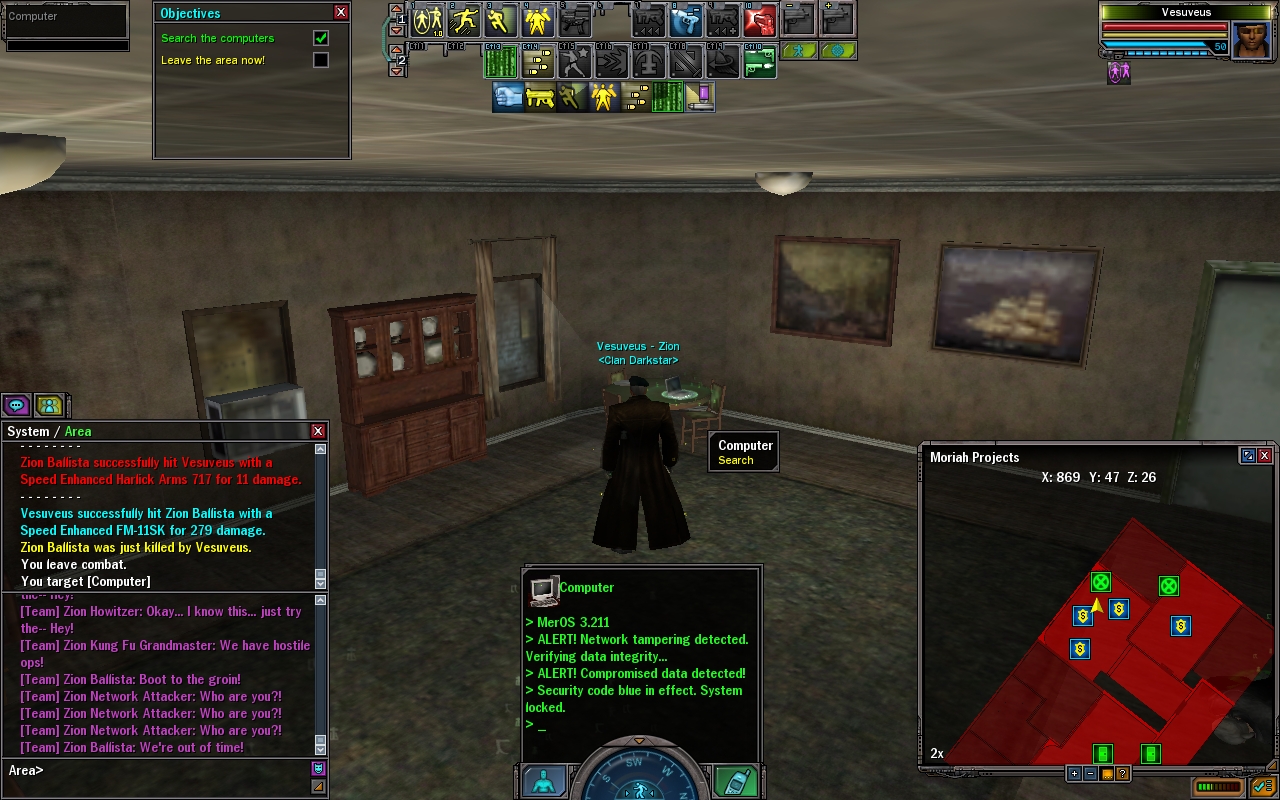 Computer
Objectives
Search the computers
Leave the area now!
1
2
1.0
Vesuveus
50
Vesuveus - Zion
<Clan Darkstar>
Computer
Search
System / Area
Zion Ballista successfully hit Vesuveus with a
Speed Enhanced Harlick Arms 717 for 11 damage.
- - - - - - - -
Vesuveus successfully hit Zion Ballista with a
Speed Enhanced FM-11SK for 279 damage.
Zion Ballista was just killed by Vesuveus.
You leave combat.
You target [Computer]
the-- Hey!
[Team] Zion Howitzer: Okay... I know this... just try
the-- Hey!
[Team] Zion Kung Fu Grandmaster: We have hostile
ops!
[Team] Zion Ballista: Boot to the groin!
[Team] Zion Network Attacker: Who are you?!
[Team] Zion Network Attacker: Who are you?!
[Team] Zion Network Attacker: Who are you?!
[Team] Zion Ballista: We're out of time!
Area>
Computer
> MerOS 3.211
> ALERT! Network tampering detected.
Verifying data integrity...
> ALERT! Compromised data detected!
> Security code blue in effect. System
locked.
> _
S SW W N
Moriah Projects
X: 869 Y: 47 Z: 26
2x